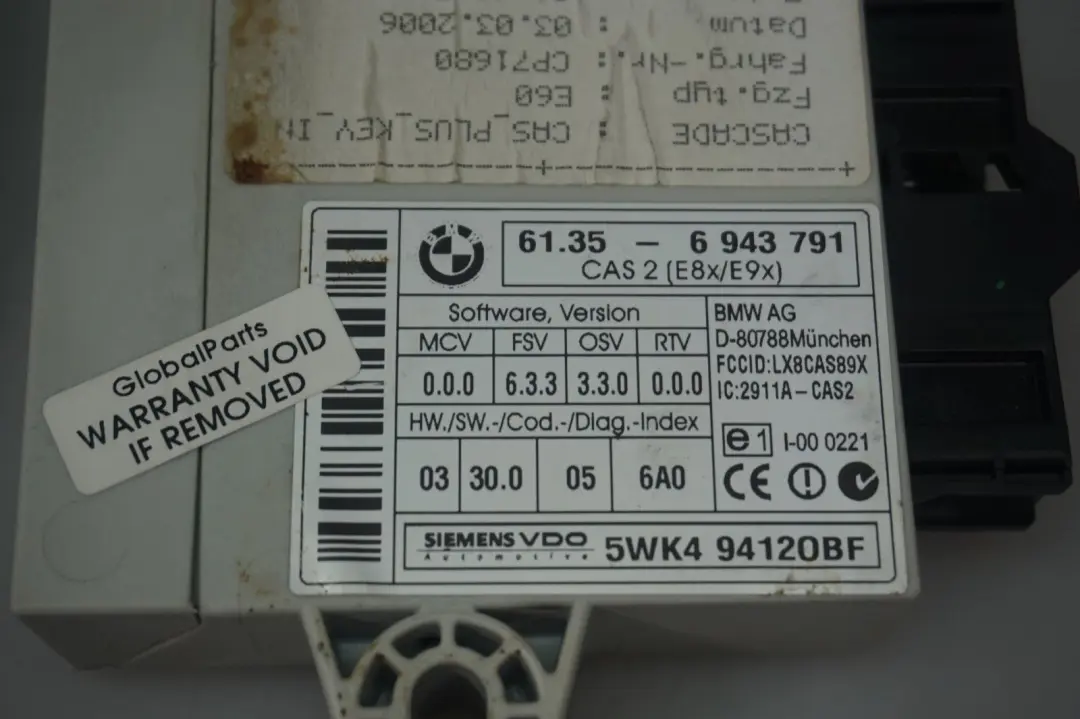 CASCADE : CAS_PLUS_KEY_IN
Fzg.typ : E60
Fahrg.-Nr. : CP71680
Datum : 03.03.2006
BMW
61.35 – 6 943 791
CAS 2 (E8x/E9x)
Software, Version
MCV FSV OSV RTV
0.0.0 6.3.3 3.3.0 0.0.0
HW./SW.-/Cod.-/Diag.-Index
03 30.0 05 6A0
BMW AG
D-80788München
FCCID:LX8CAS89X
IC:2911A-CAS2
e1 I-00 0221
CE
SIEMENS VDO
Automotive
5WK4 94120BF
GlobalParts
WARRANTY VOID
IF REMOVED